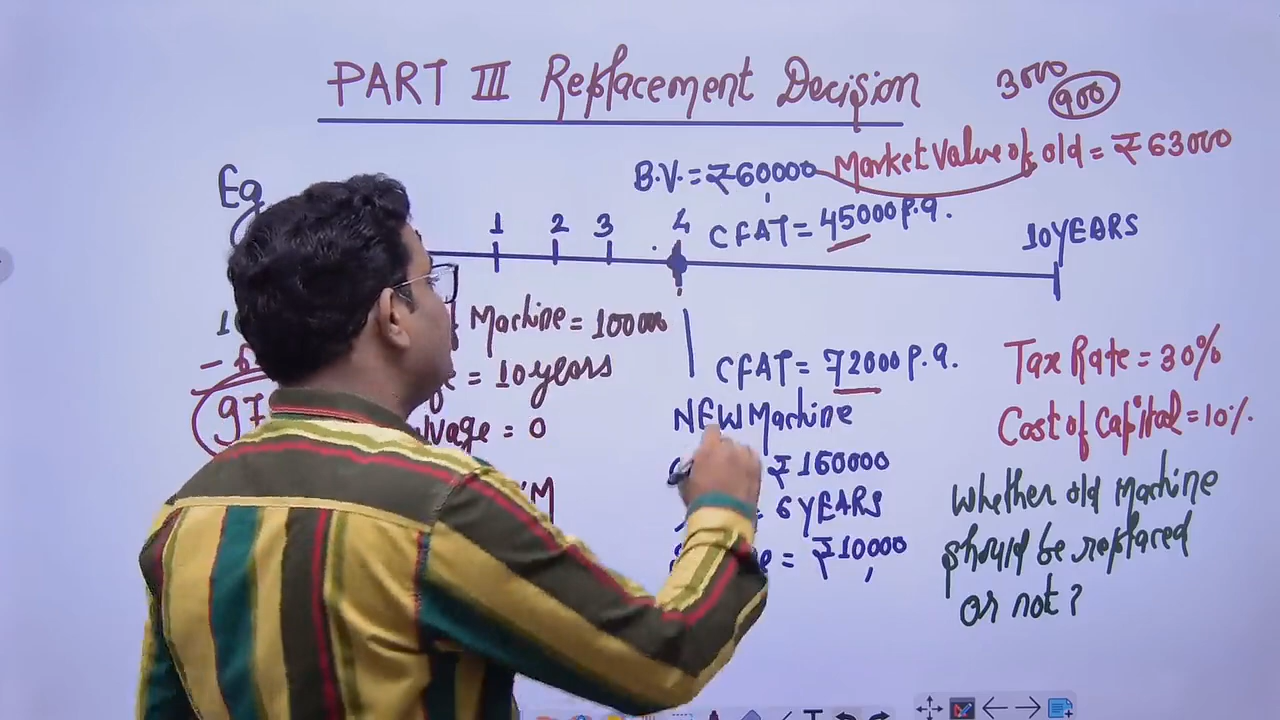 PART III Replacement Decision
3000
900
B.V. = ₹60000 Market Value of old = ₹63000
Eg
1 2 3 4 CFAT = 45000 P.a. 10 YEARS
Machine = 100000
= 10 years
= 0
CFAT = 72000 P.a.
NEW Machine
₹160000
= 6 YEARS
= ₹10000
Tax Rate = 30%
Cost of Capital = 10%.
Whether old Machine
should be replaced
or not?